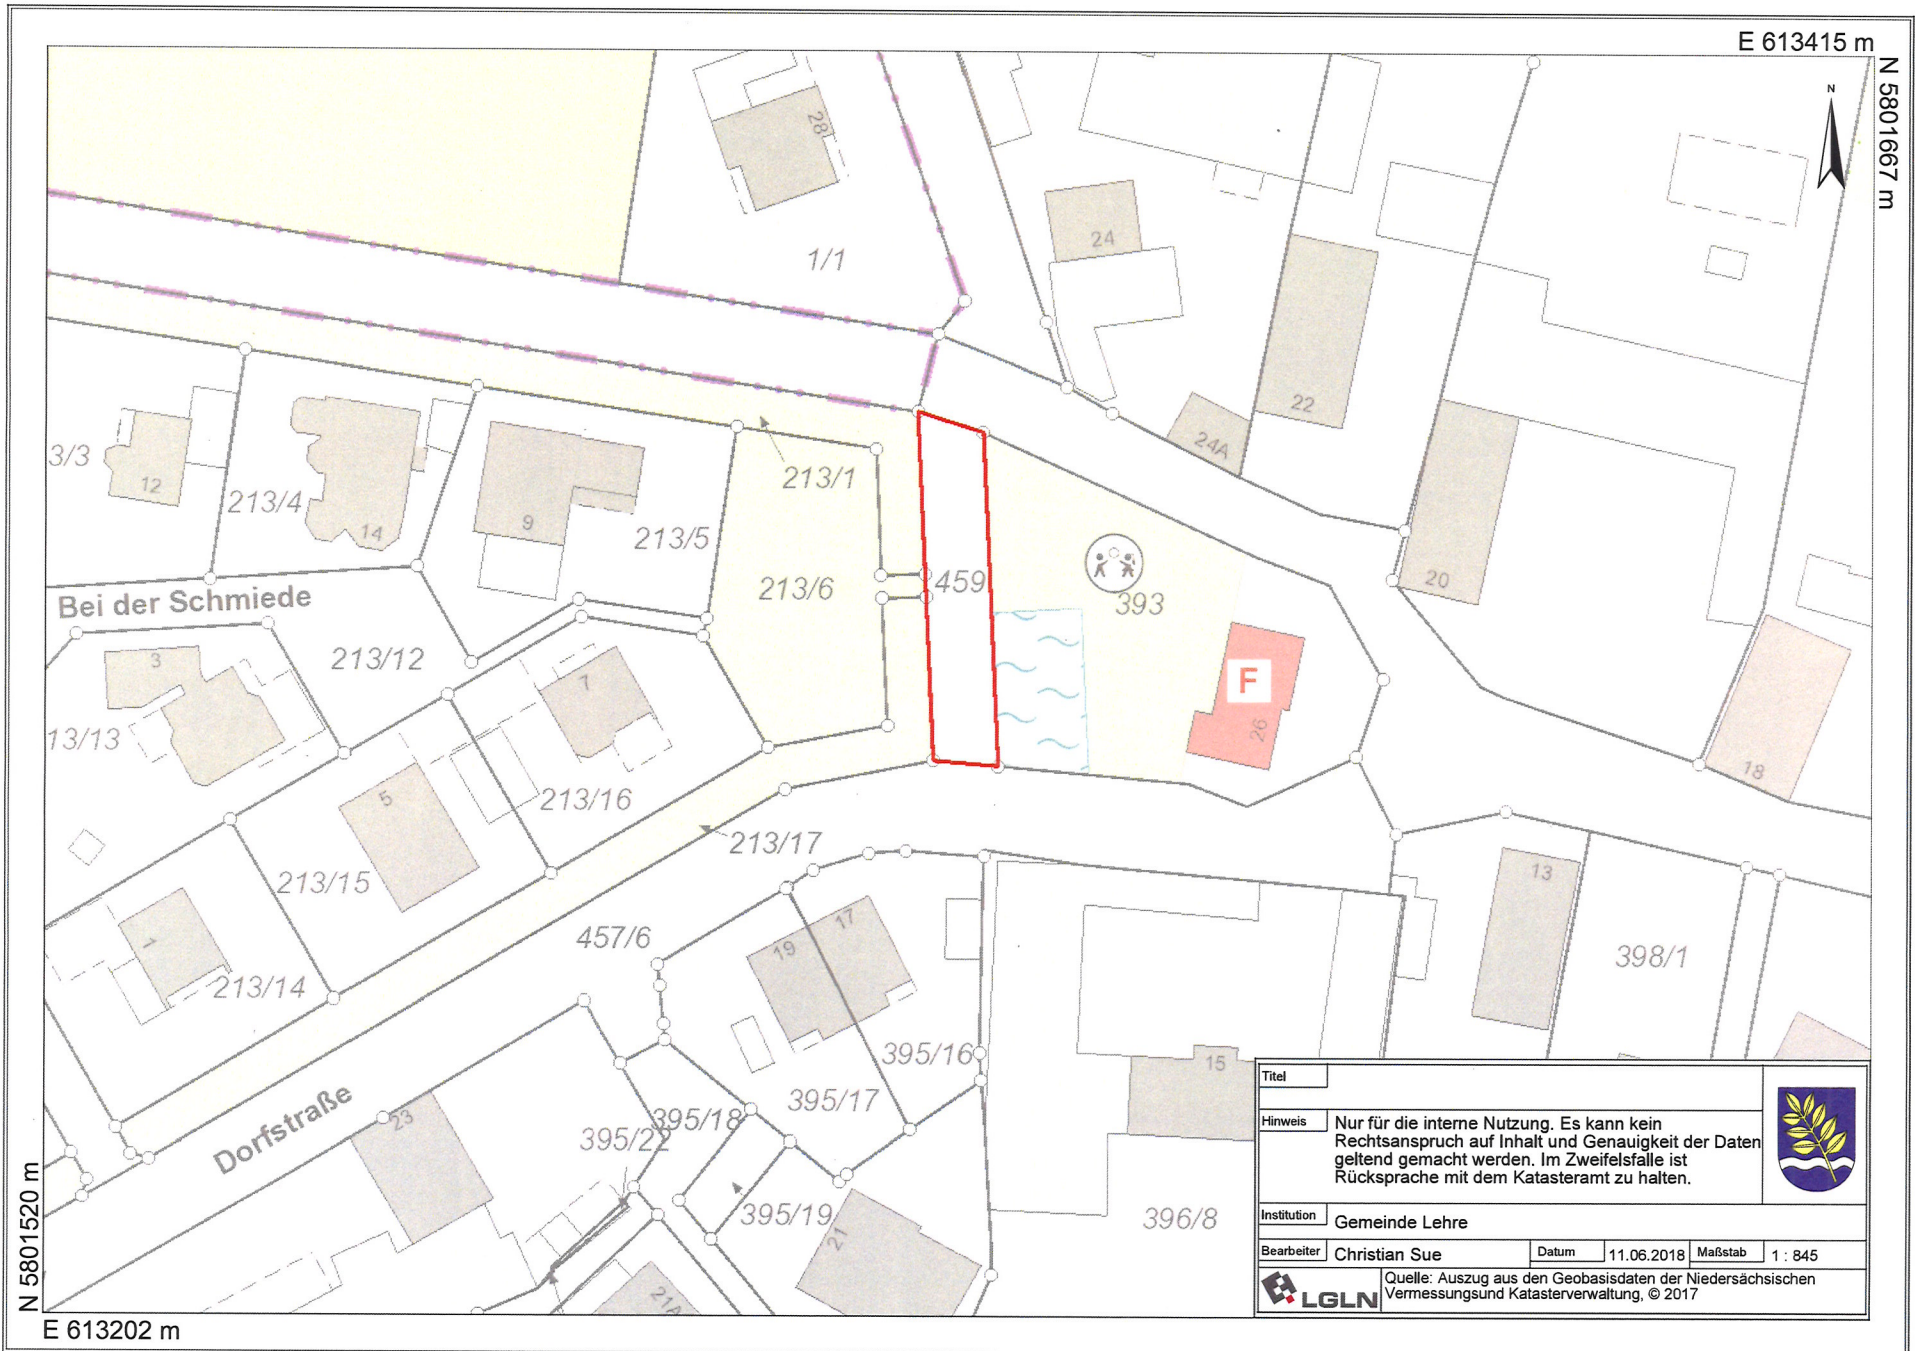 E 613415 m
N 5801667 m
N
28
1/1
24
22
24A
3/3
12
213/4
14
9
213/5
213/1
213/6
459
393
20
Bei der Schmiede
3
213/12
7
F
26
13/13
5
213/16
18
213/17
213/15
13
1
213/14
457/6
19
17
398/1
395/16
15
395/17
395/18
395/22
Dorfstraße
23
395/19
21
396/8
21A
N 5801520 m
E 613202 m
Titel
Hinweis
Nur für die interne Nutzung. Es kann kein
Rechtsanspruch auf Inhalt und Genauigkeit der Daten
geltend gemacht werden. Im Zweifelsfalle ist
Rücksprache mit dem Katasteramt zu halten.
Institution Gemeinde Lehre
Bearbeiter Christian Sue Datum 11.06.2018 Maßstab 1 : 845
LGLN
Quelle: Auszug aus den Geobasisdaten der Niedersächsischen
Vermessungsund Katasterverwaltung, © 2017